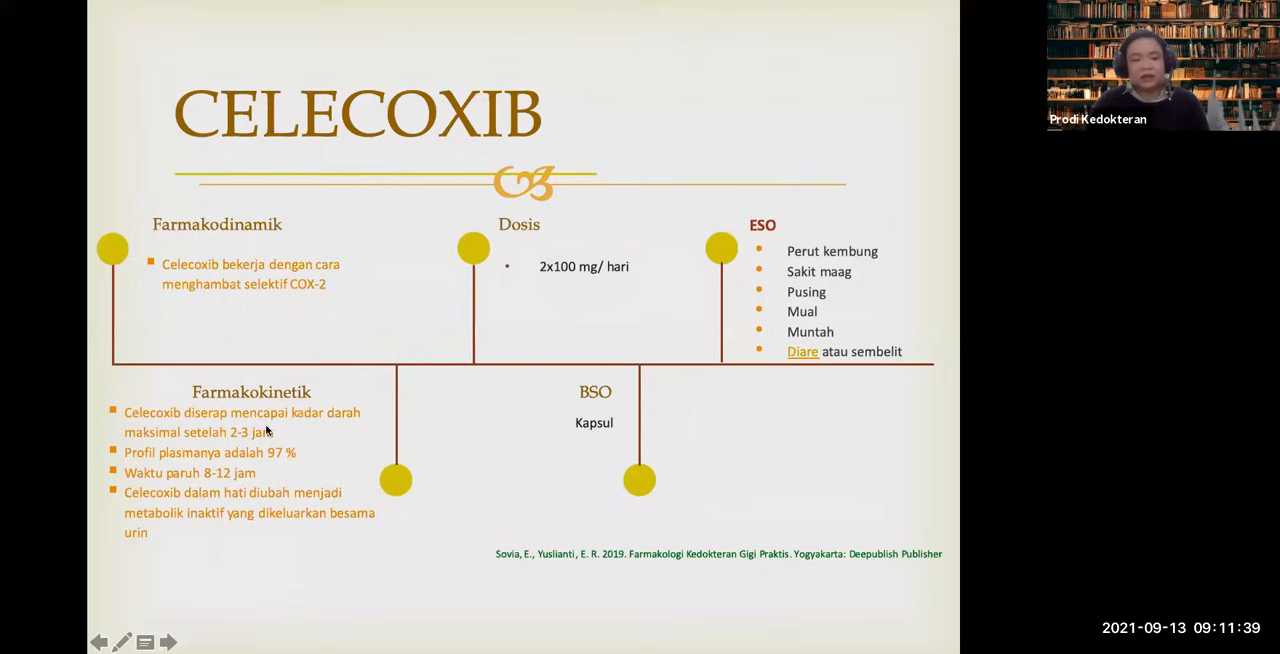 CELECOXIB
Farmakodinamik
Celecoxib bekerja dengan cara
menghambat selektif COX-2
Dosis
2x100 mg/ hari
ESO
Perut kembung
Sakit maag
Pusing
Mual
Muntah
Diare atau sembelit
Farmakokinetik
Celecoxib diserap mencapai kadar darah
maksimal setelah 2-3 jam
Profil plasmanya adalah 97 %
Waktu paruh 8-12 jam
Celecoxib dalam hati diubah menjadi
metabolik inaktif yang dikeluarkan besama
urin
BSO
Kapsul
Sovia, E., Yuslianti, E. R. 2019. Farmakologi Kedokteran Gigi Praktis. Yogyakarta: Deepublish Publisher
Prodi Kedokteran
2021-09-13 09:11:39